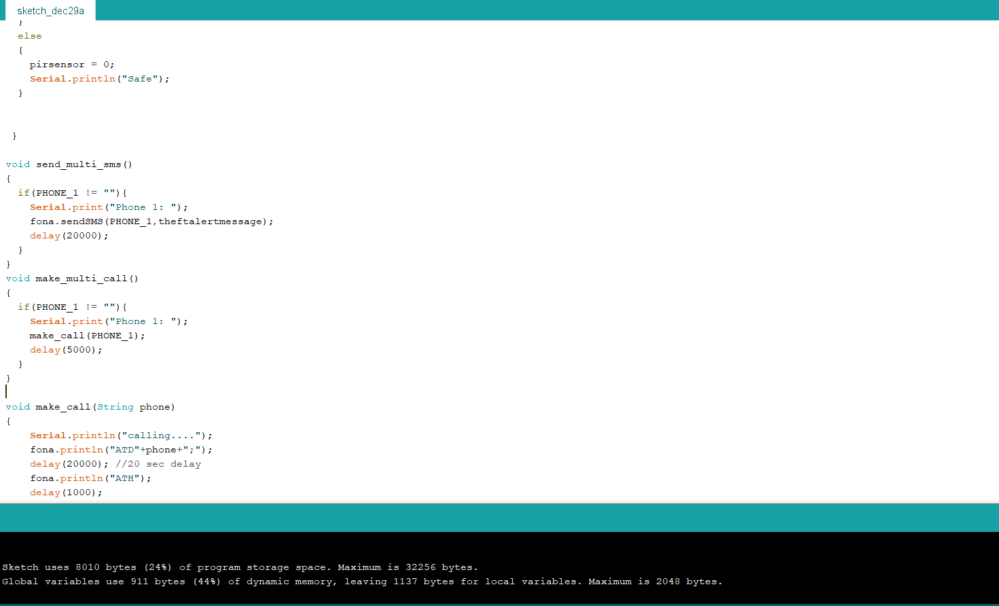 sketch_dec29a
}
else
{
pirsensor = 0;
Serial.println("Safe");
}
}
void send_multi_sms()
{
if(PHONE_1 != ""){
Serial.print("Phone 1: ");
fona.sendSMS(PHONE_1,theftalertmessage);
delay(20000);
}
}
void make_multi_call()
{
if(PHONE_1 != ""){
Serial.print("Phone 1: ");
make_call(PHONE_1);
delay(5000);
}
}
void make_call(String phone)
{
Serial.println("calling....");
fona.println("ATD"+phone+";");
delay(20000); //20 sec delay
fona.println("ATH");
delay(1000);
Sketch uses 8010 bytes (24%) of program storage space. Maximum is 32256 bytes.
Global variables use 911 bytes (44%) of dynamic memory, leaving 1137 bytes for local variables. Maximum is 2048 bytes.